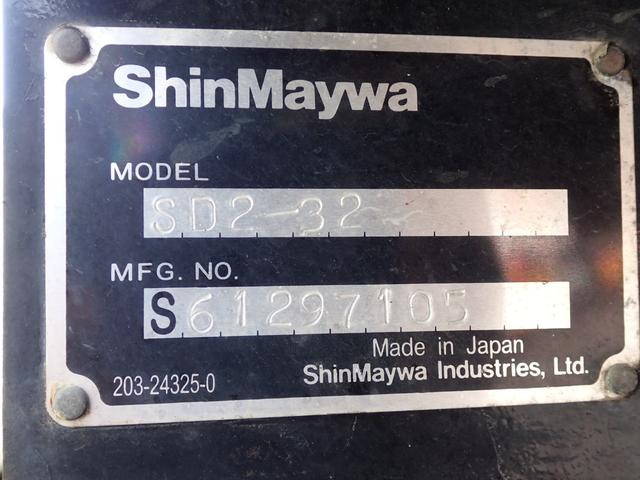 ShinMaywa
MODEL
SD2-32
MFG. NO.
S61297105
Made in Japan
203-24325-0
ShinMaywa Industries, Ltd.